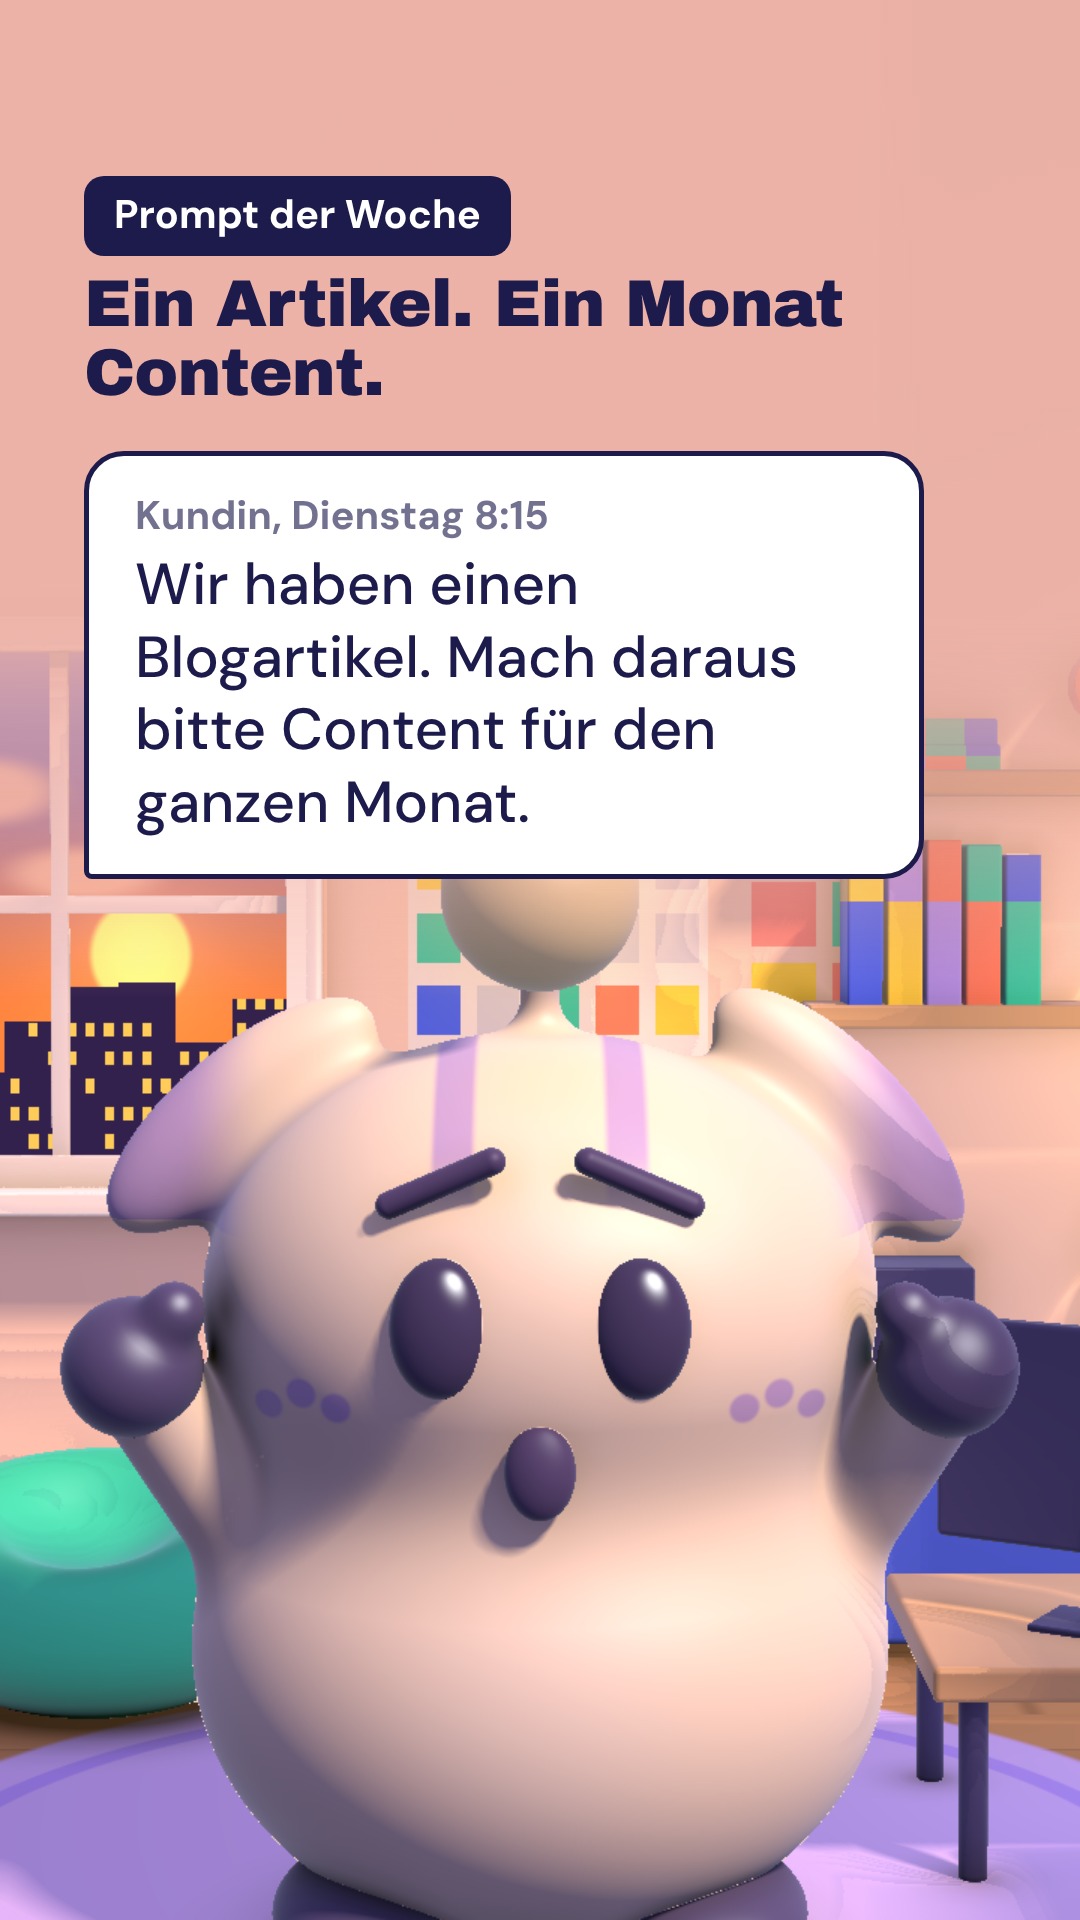 Prompt der Woche
Ein Artikel. Ein Monat
Content.
Kundin, Dienstag 8:15
Wir haben einen
Blogartikel. Mach daraus
bitte Content für den
ganzen Monat.